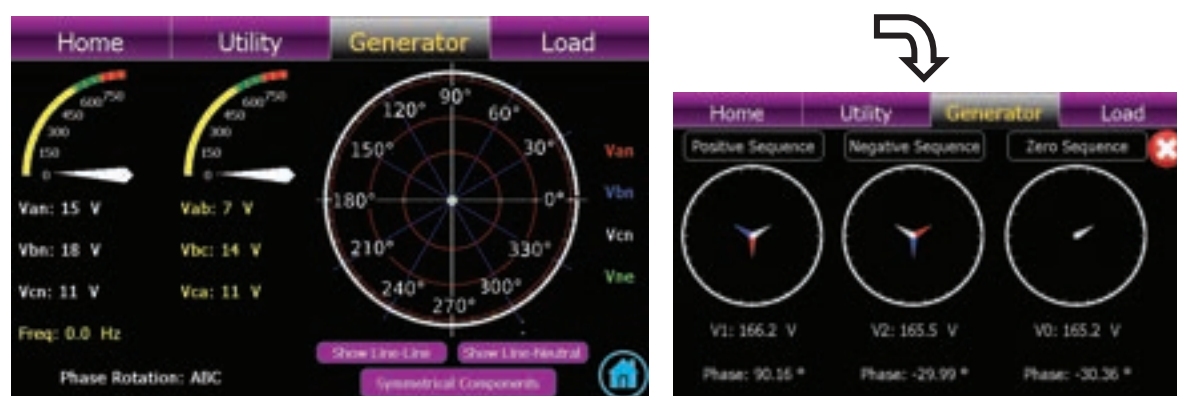 Home Utility Generator Load
750
600
450
300
150
0
750
600
450
300
150
0
90°
120° 60°
150° 30°
180° 0°
210° 330°
240° 300°
270°
Van
Vbn
Vcn
Vne
Van: 15 V Vab: 7 V
Vbn: 18 V Vbc: 14 V
Vcn: 11 V Vca: 11 V
Freq: 0.0 Hz
Phase Rotation: ABC
Show Line-Line Show Line-Neutral
Symmetrical Components
Home Utility Generator Load
Positive Sequence Negative Sequence Zero Sequence
V1: 166.2 V V2: 165.5 V V0: 165.2 V
Phase: 90.16 ° Phase: -29.99 ° Phase: -30.36 °